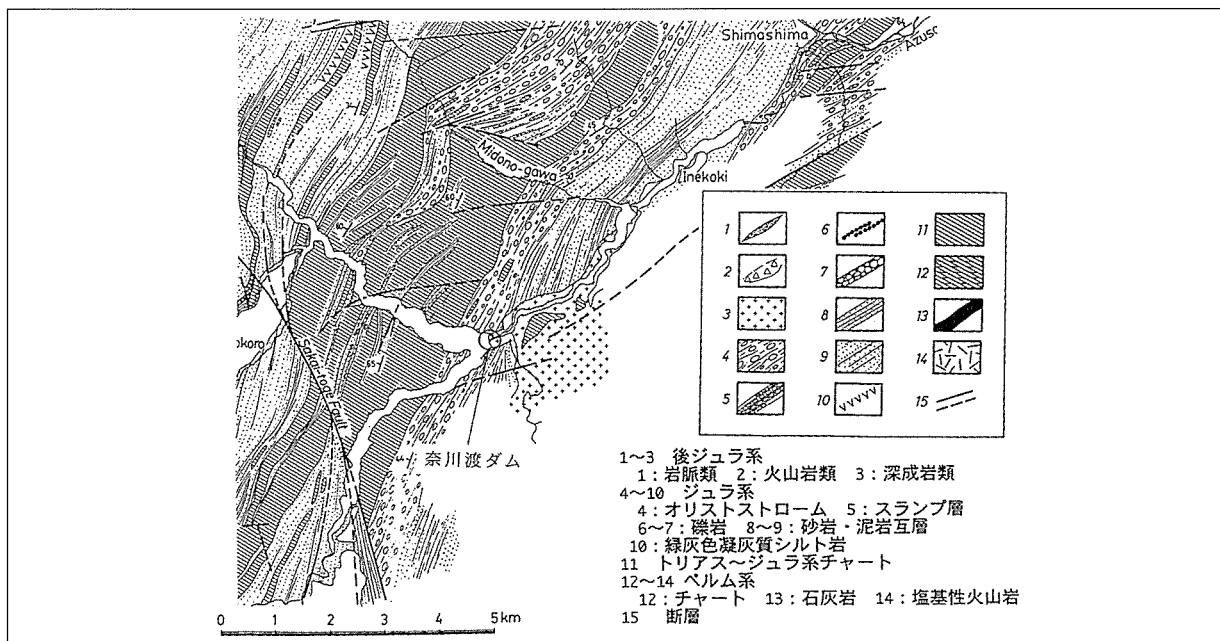 Shimashima
Azus
Midono-gawa
Inekoki
okoro
Sakai-toge Fault
奈川渡ダム
45
65
0 1 2 3 4 5km
1 6 11
2 7 12
3 8 13
4 9 14
5 10 15
1~3 後ジュラ系
1:岩脈類 2:火山岩類 3:深成岩類
4~10 ジュラ系
4:オリストストローム 5:スランプ層
6~7:礫岩 8~9:砂岩・泥岩互層
10:緑灰色凝灰質シルト岩
11 トリアス~ジュラ系チャート
12~14 ペルム系
12:チャート 13:石灰岩 14:塩基性火山岩
15 断層